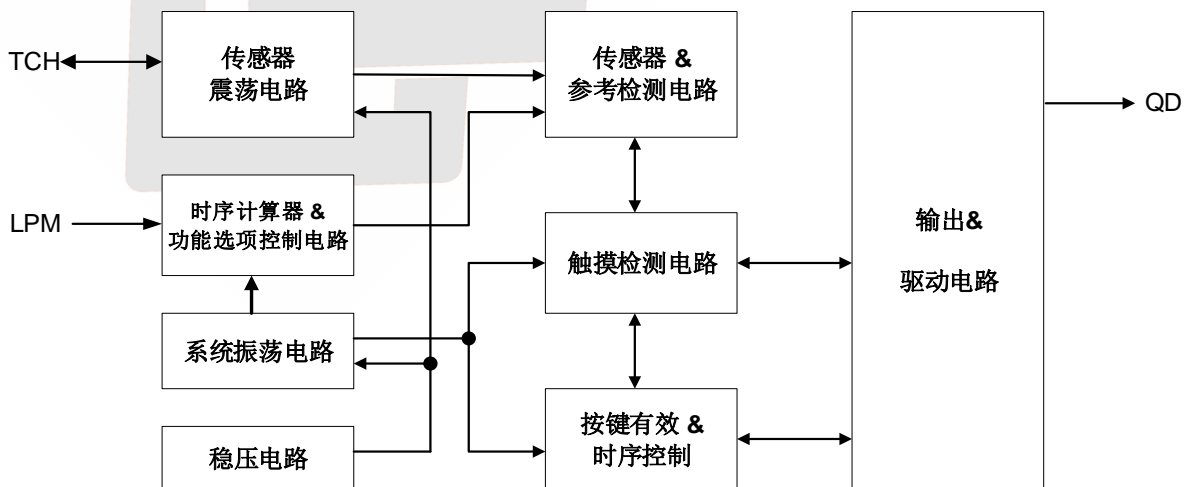 TCH
传感器
震荡电路
传感器 &
参考检测电路
QD
LPM
时序计算器 &
功能选项控制电路
触摸检测电路
输出&
驱动电路
系统振荡电路
按键有效 &
时序控制
稳压电路